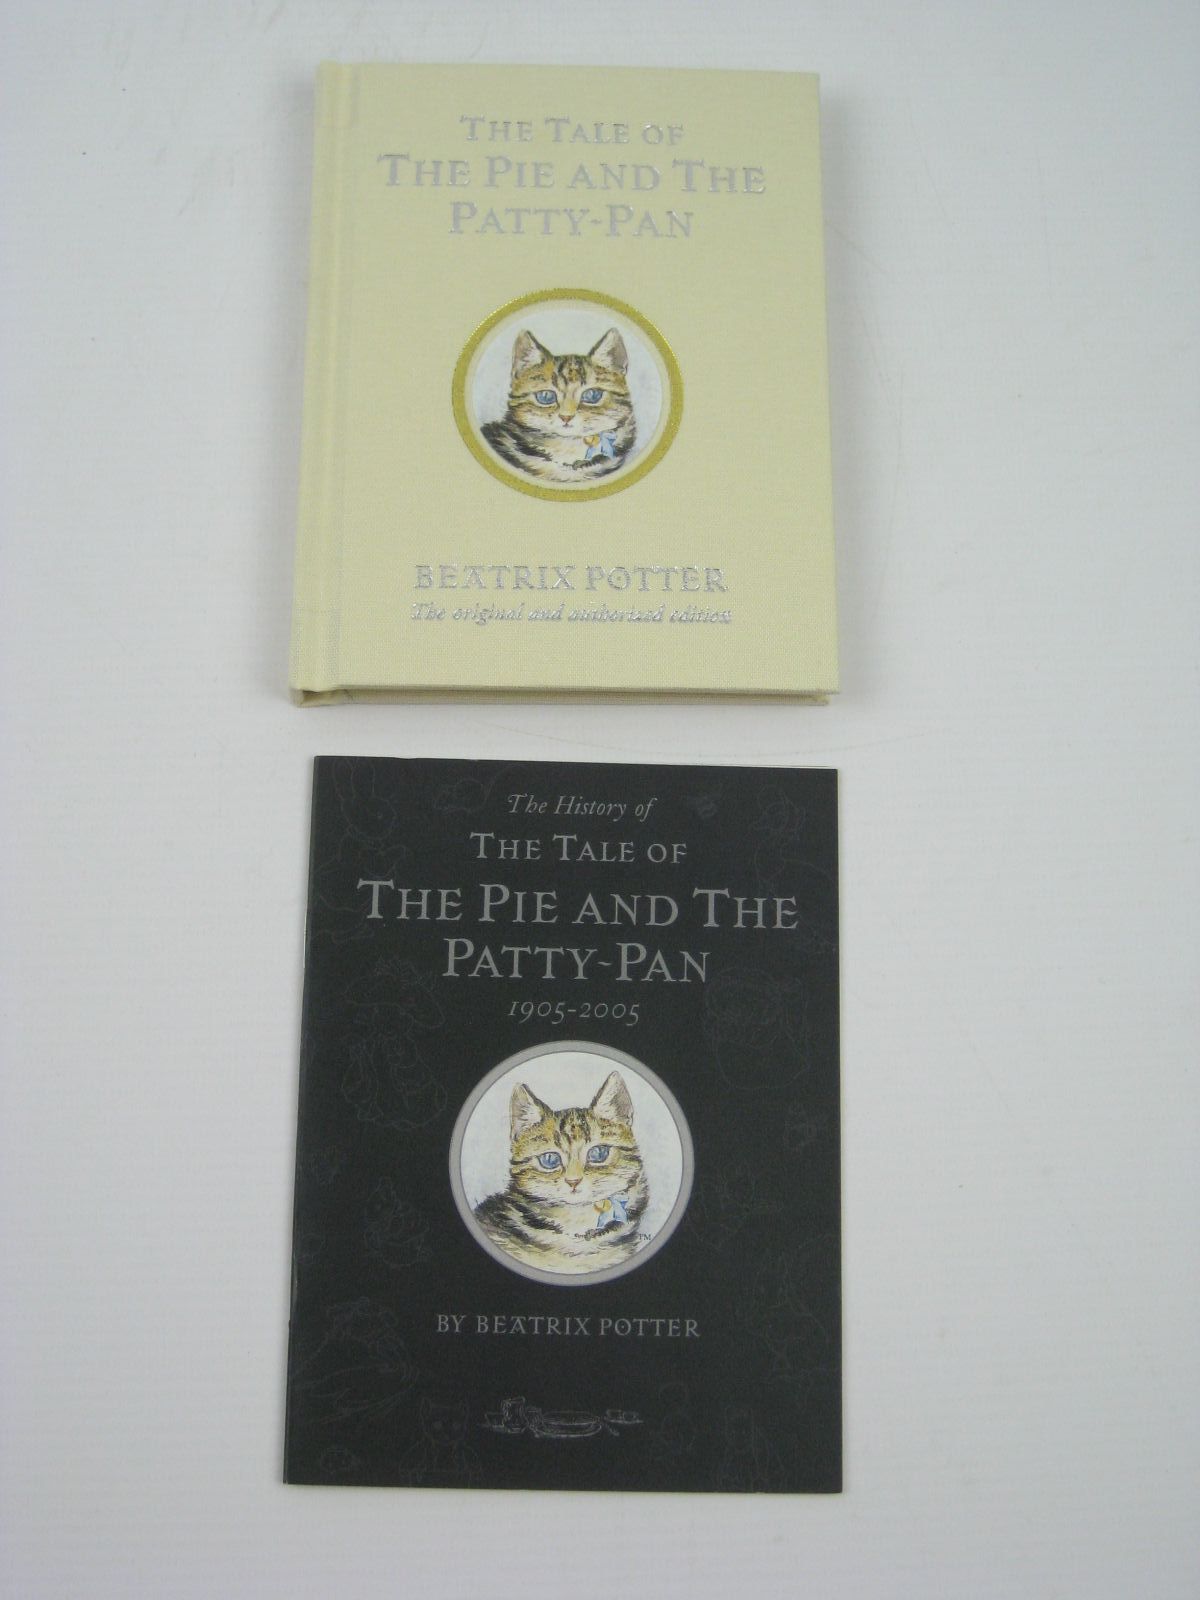 THE TALE OF
THE PIE AND THE
PATTY-PAN
BEATRIX POTTER
The original and authorized edition
The History of
THE TALE OF
THE PIE AND THE
PATTY-PAN
1905-2005
TM
BY BEATRIX POTTER